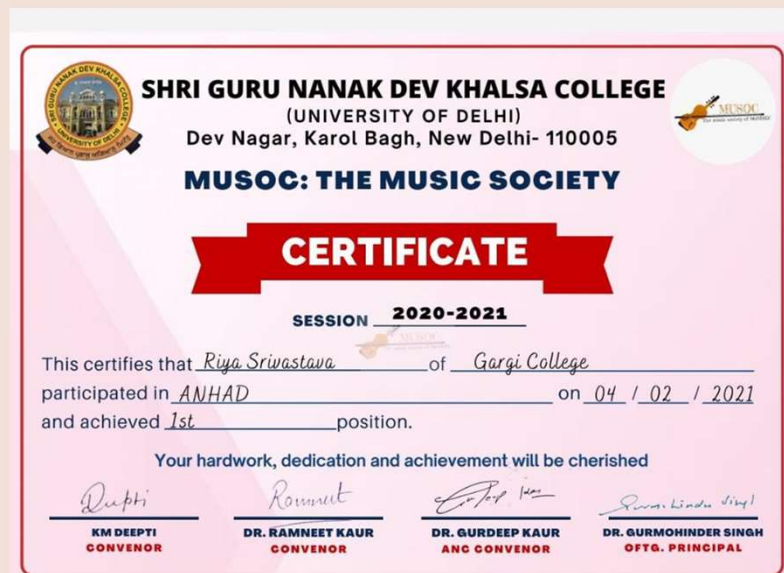 SHRI GURU NANAK DEV KHALSA COLLEGE
(UNIVERSITY OF DELHI)
Dev Nagar, Karol Bagh, New Delhi- 110005
MUSOC
MUSOC: THE MUSIC SOCIETY
CERTIFICATE
SESSION 2020-2021
MUSOC
This certifies that Riya Srivastava of Gargi College
participated in ANHAD on 04 / 02 / 2021
and achieved 1st position.
Your hardwork, dedication and achievement will be cherished
Dupti
Ramneet
KM DEEPTI
CONVENOR
DR. RAMNEET KAUR
CONVENOR
DR. GURDEEP KAUR
ANC CONVENOR
DR. GURMOHINDER SINGH
OFTG. PRINCIPAL